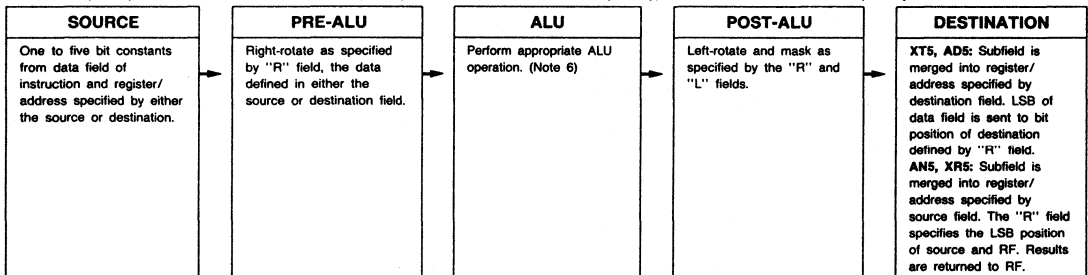 SOURCE
One to five bit constants
from data field of
instruction and register/
address specified by either
the source or destination.
PRE-ALU
Right-rotate as specified
by "R" field, the data
defined in either the
source or destination field.
ALU
Perform appropriate ALU
operation. (Note 6)
POST-ALU
Left-rotate and mask as
specified by the "R" and
"L" fields.
DESTINATION
XT5, AD5: Subfield is
merged into register/
address specified by
destination field. LSB of
data field is sent to bit
position of destination
defined by "R" field.
AN5, XR5: Subfield is
merged into register/
address specified by
source field. The "R" field
specifies the LSB position
of source and RF. Results
are returned to RF.